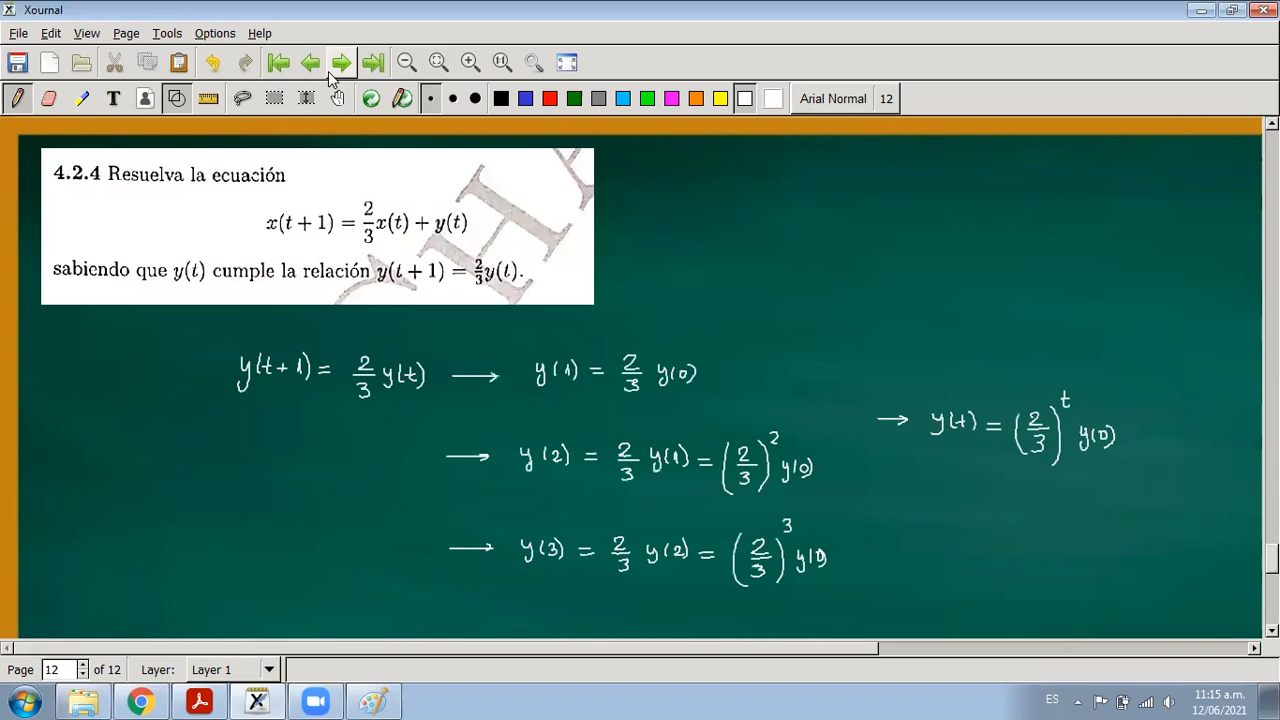 Xournal
File Edit View Page Tools Options Help
Arial Normal 12
4.2.4 Resuelva la ecuación
x(t + 1) = 2/3 x(t) + y(t)
sabiendo que y(t) cumple la relación y(t + 1) = 2/3 y(t).
y(t+1) = 2/3 y(t) → y(1) = 2/3 y(0)
→ y(t) = (2/3)^t y(0)
→ y(2) = 2/3 y(1) = (2/3)^2 y(0)
→ y(3) = 2/3 y(2) = (2/3)^3 y(0)
Page 12 of 12 Layer: Layer 1
ES 11:15 a.m.
12/06/2021